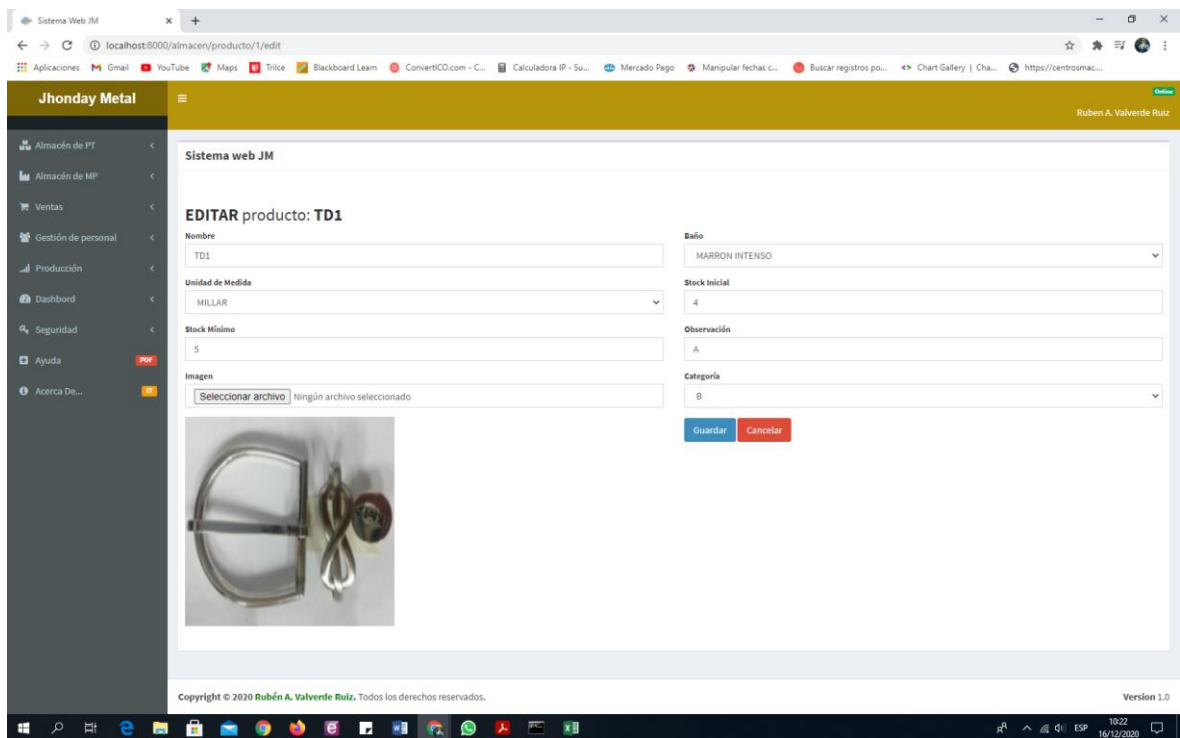 Sistema Web JM
localhost:8000/almacen/producto/1/edit
Aplicaciones Gmail YouTube Maps Trilce Blackboard Learn ConvertICO.com - C... Calculadora IP - Su... Mercado Pago Manipular fechas c... Buscar registros po... Chart Gallery | Cha... https://centrosmac....
Jhonday Metal
Online
Ruben A. Valverde Ruiz
Almacén de PT
Almacén de MP
Ventas
Gestión de personal
Producción
Dashbord
Seguridad
Ayuda PDF
Acerca De... IT
Sistema web JM
EDITAR producto: TD1
Nombre
TD1
Baño
MARRON INTENSO
Unidad de Medida
MILLAR
Stock Inicial
4
Stock Mínimo
5
Observación
A
Imagen
Seleccionar archivo Ningún archivo seleccionado
Categoría
B
Guardar Cancelar
Copyright © 2020 Rubén A. Valverde Ruiz. Todos los derechos reservados.
Version 1.0
ESP
10:22
16/12/2020